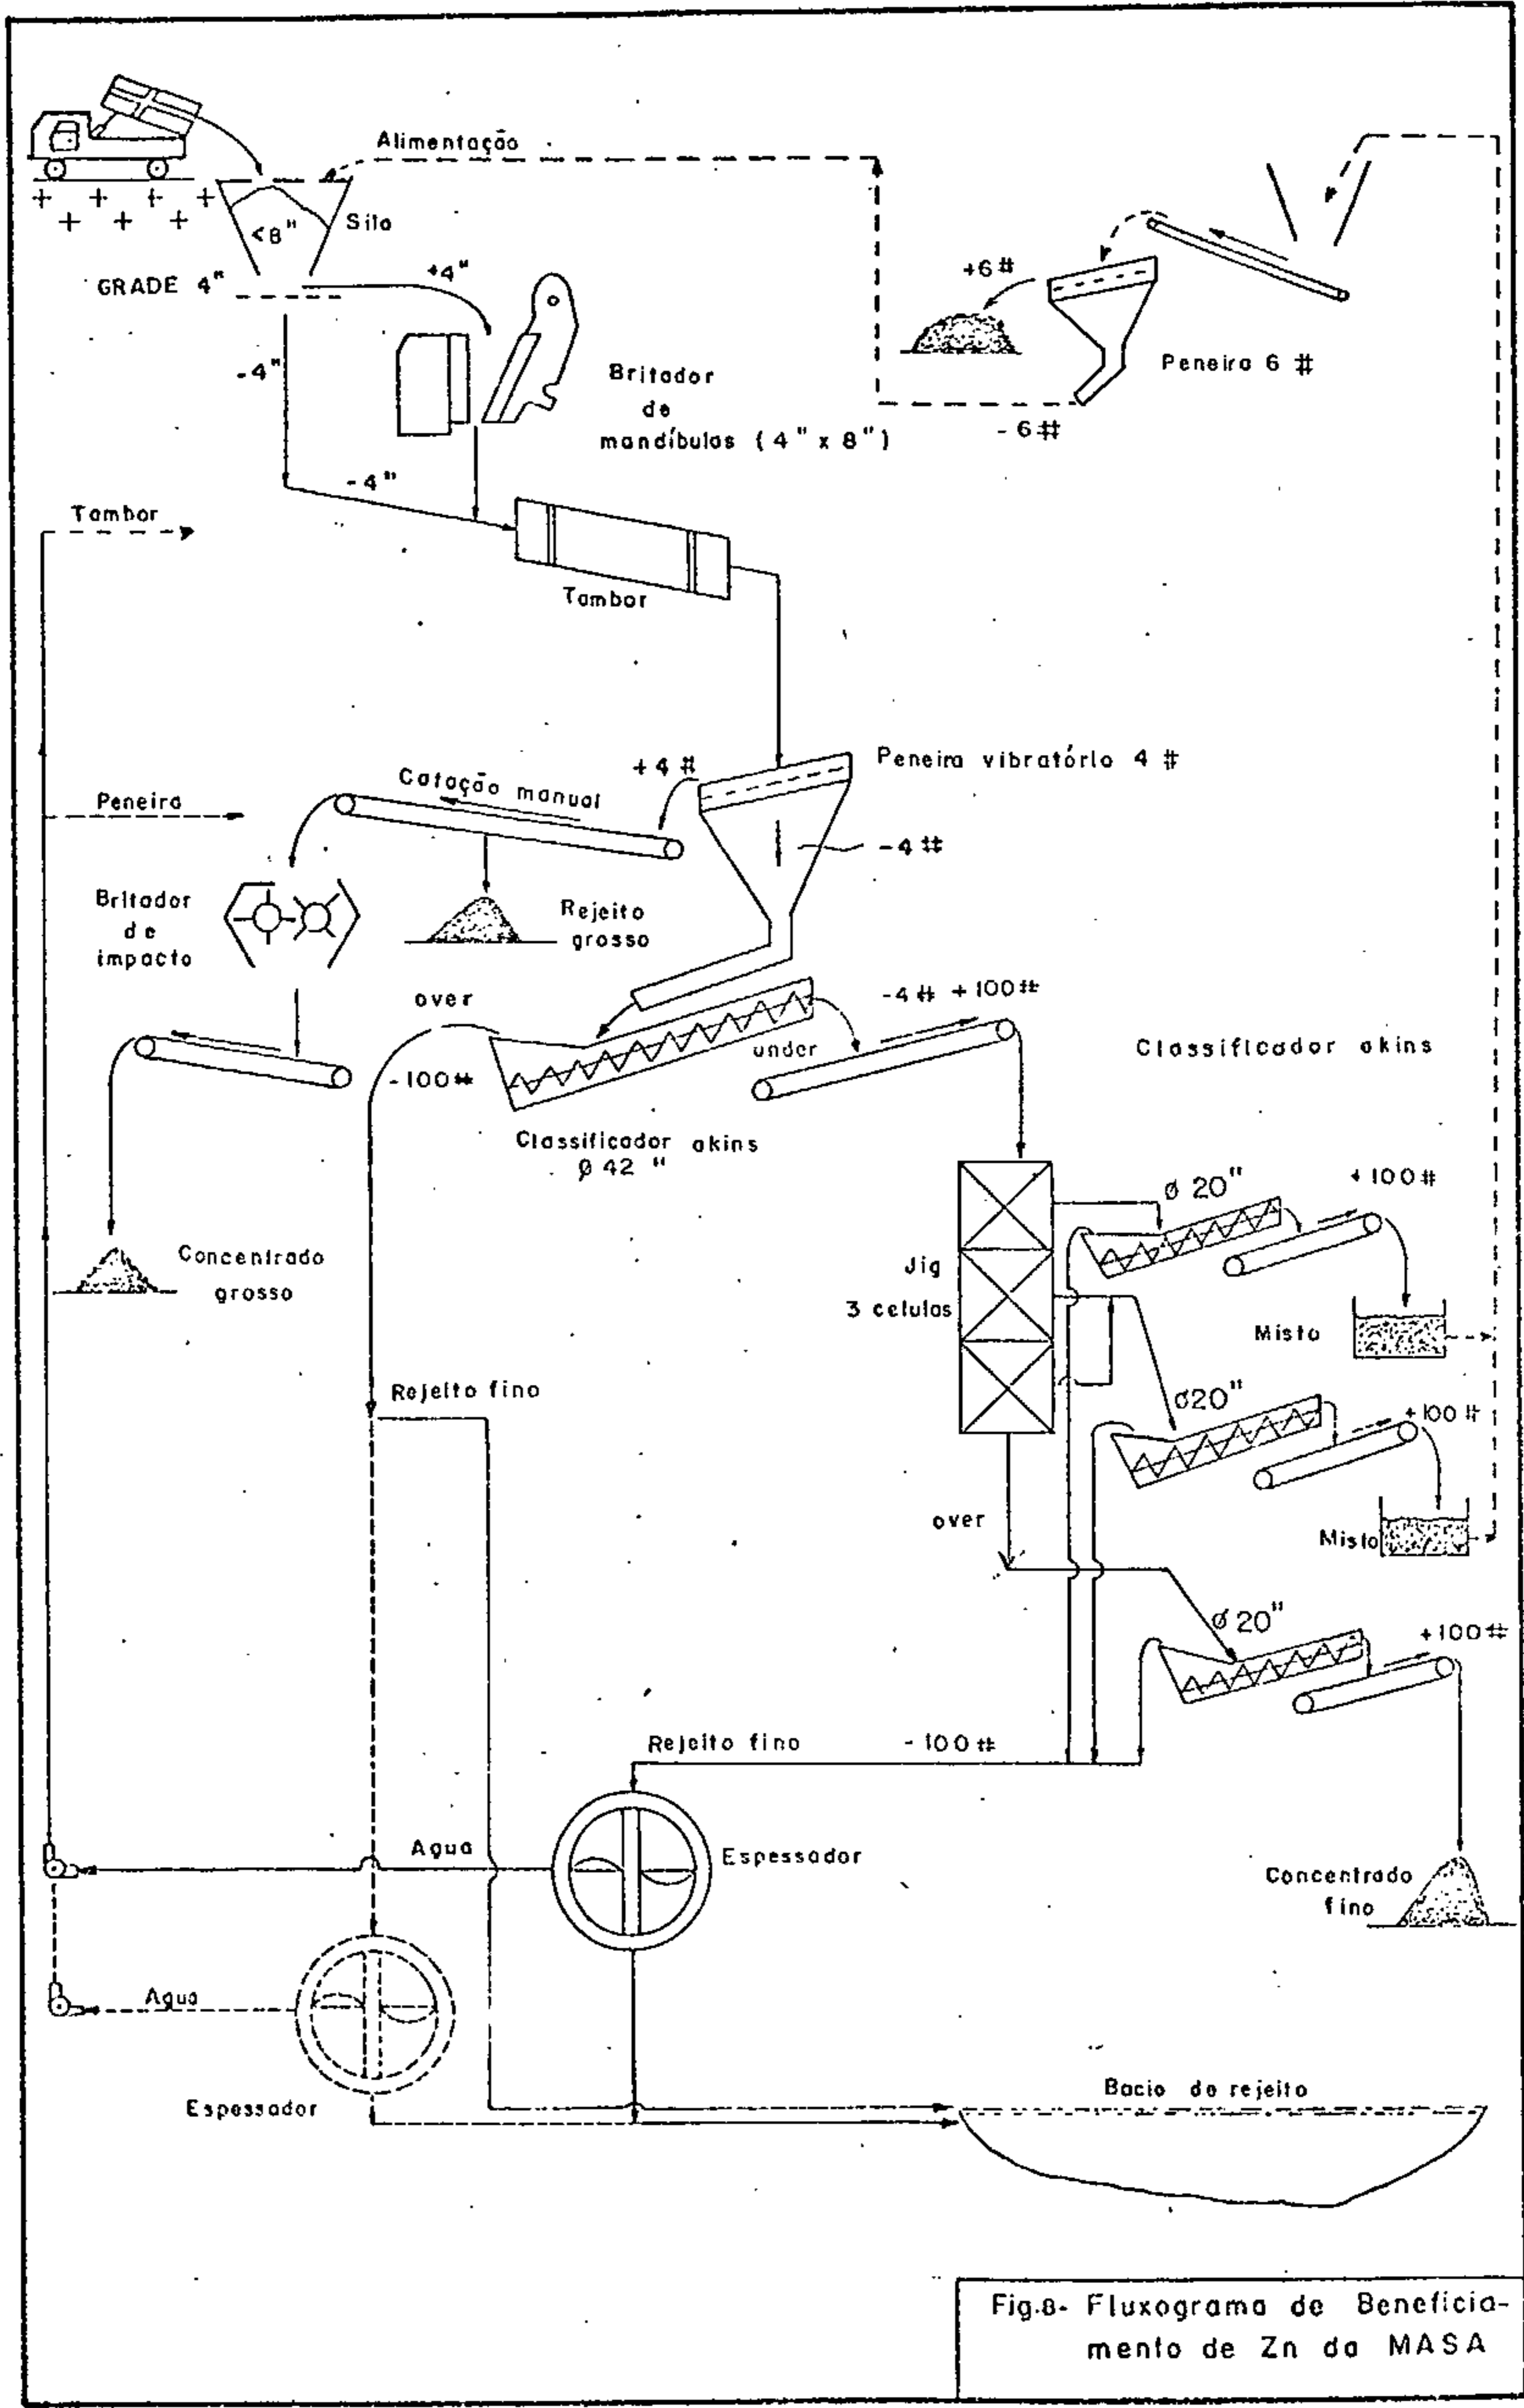 Alimentação
<8"
Silo
GRADE 4"
+4"
-4"
Britador
de
mandíbulas (4" x 8")
+6#
Peneira 6 #
-6#
-4"
Tambor
Tambor
Peneira vibratório 4 #
+4 #
Catação manual
-4 #
Peneira
Britador
de
impacto
Rejeito
grosso
over
-4 # +100#
under
-100#
Classificador akins
Classificador akins
Ø 42 "
Concentrado
grosso
Jig
3 celulas
Ø 20"
+100#
Misto
Rejeito fino
Ø20"
+100 #
Misto
over
Ø 20"
+100#
Rejeito fino -100#
Agua
Espessador
Concentrado
fino
Agua
Espessador
Bacia de rejeito
Fig.8- Fluxograma de Beneficia-
mento de Zn da MASA